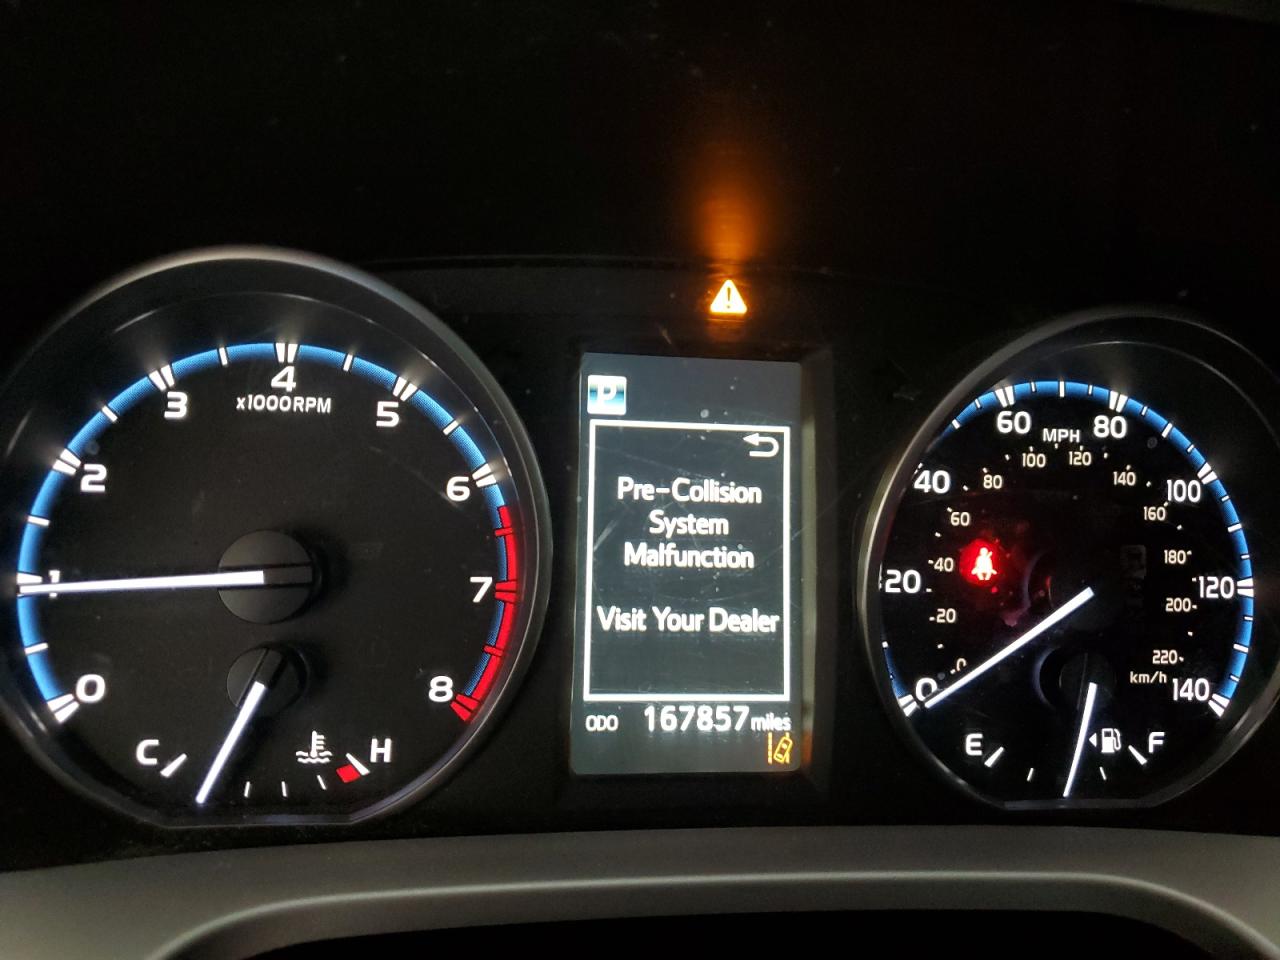 0
1
2
3
4
5
6
7
8
x1000RPM
C
H
P
Pre-Collision
System
Malfunction
Visit Your Dealer
ODO 167857 miles
0
20
40
60
80
100
120
140
MPH
0
20
40
60
80
100
120
140
160
180
200
220
km/h
E
F